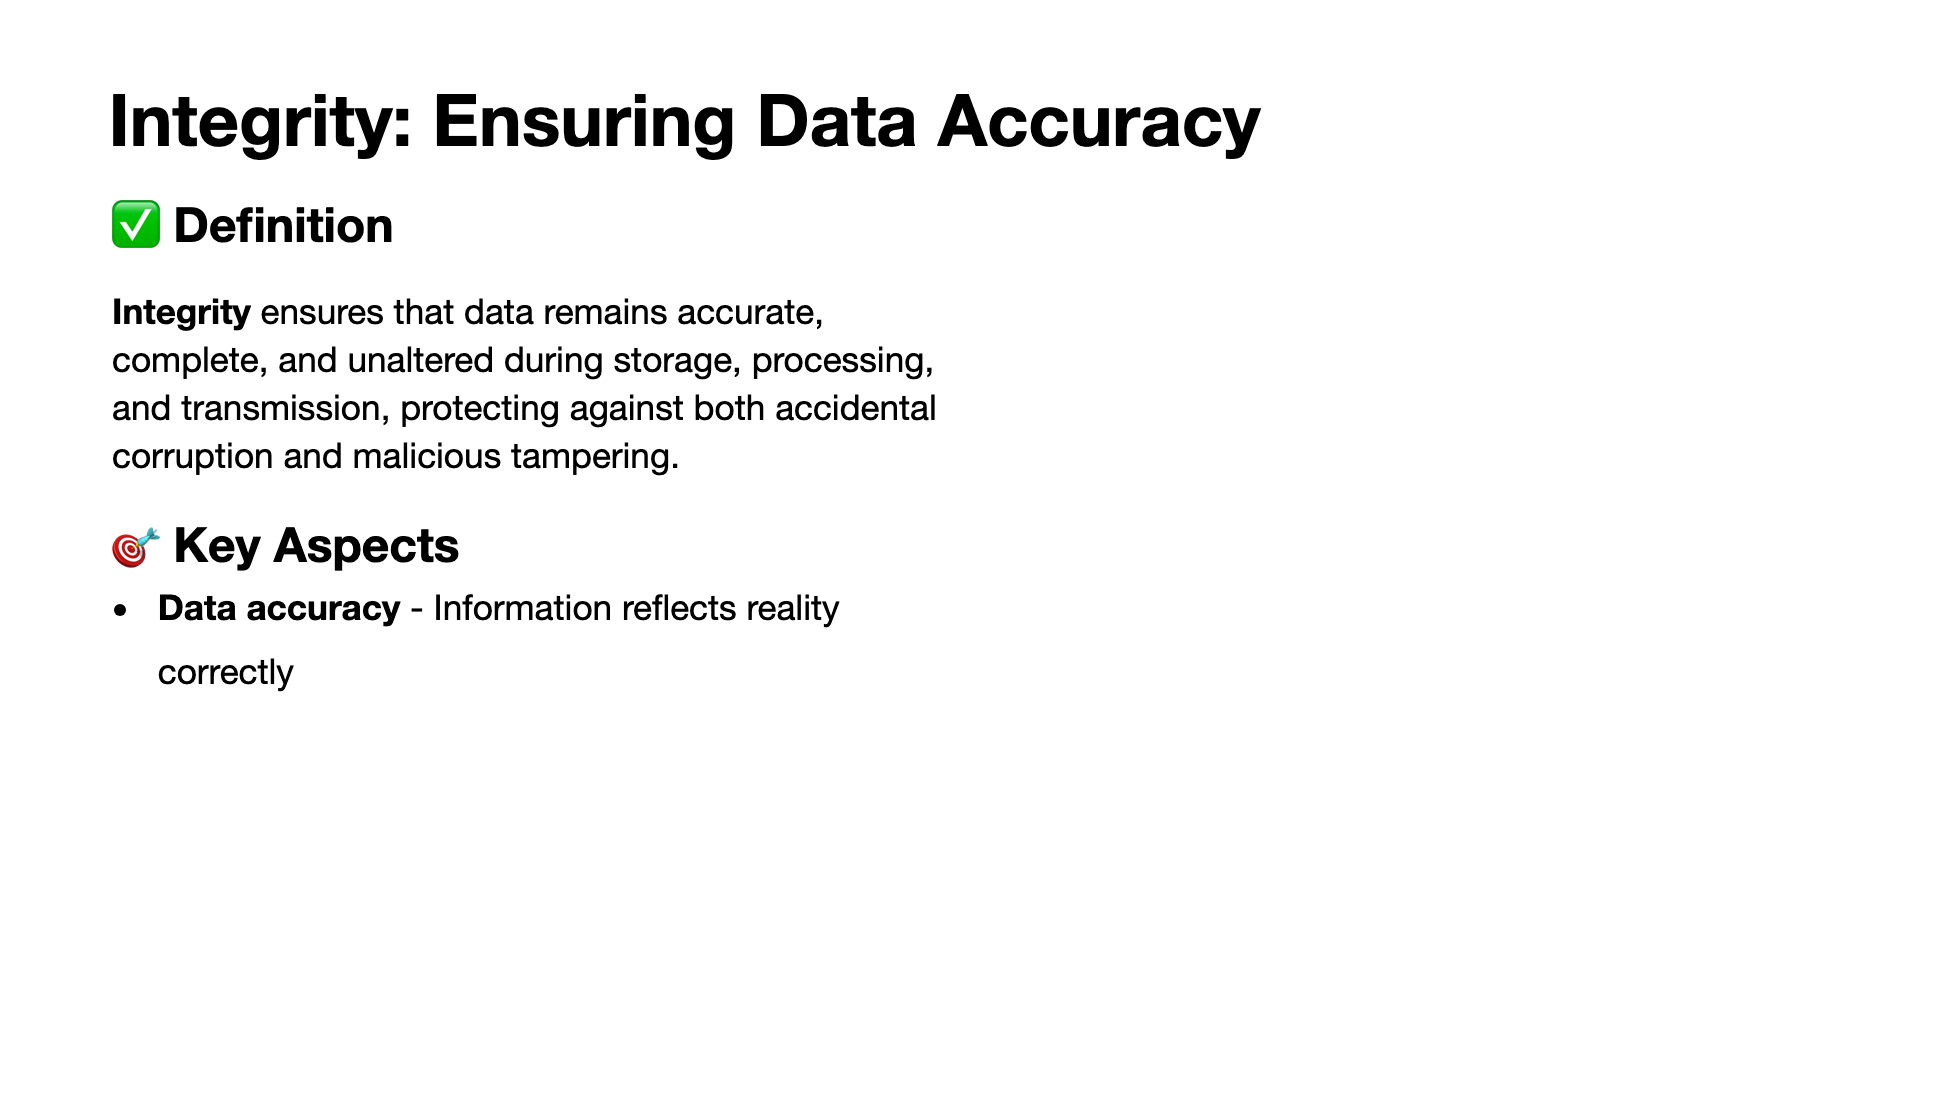 Integrity: Ensuring Data Accuracy
✅ Definition
Integrity ensures that data remains accurate,
complete, and unaltered during storage, processing,
and transmission, protecting against both accidental
corruption and malicious tampering.
🎯 Key Aspects
• Data accuracy - Information reflects reality
correctly